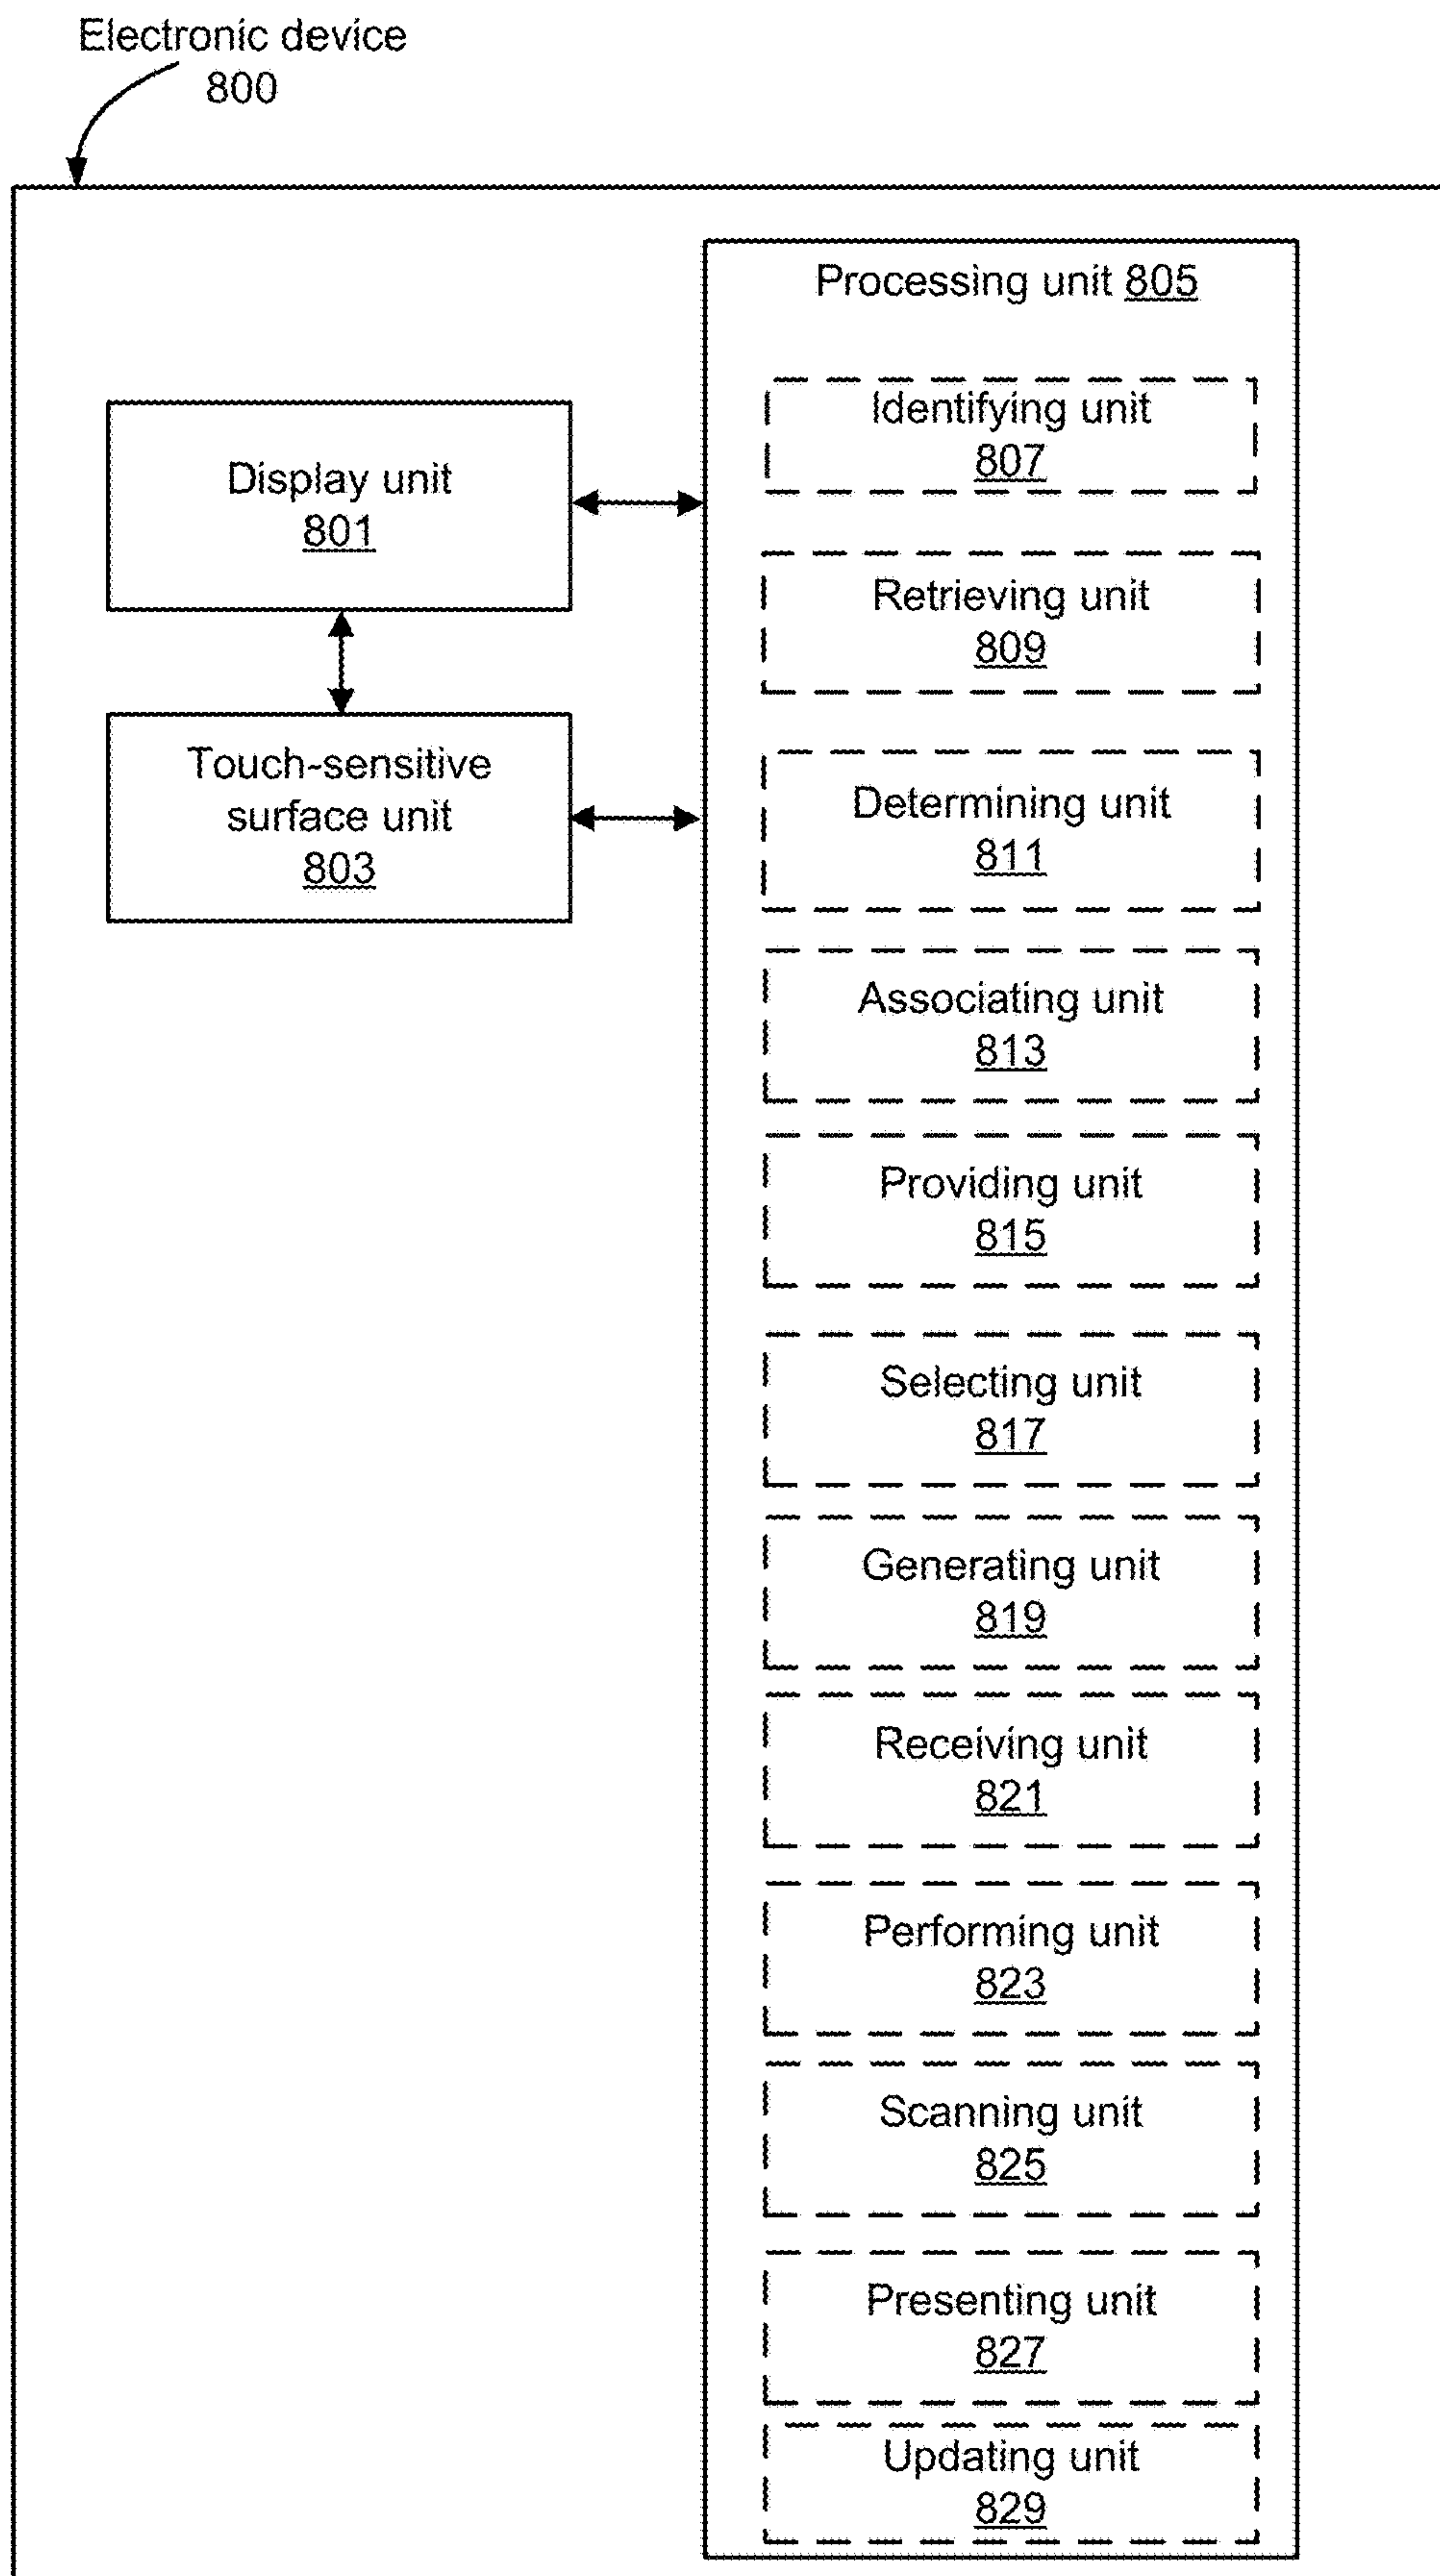 Electronic device
800
Processing unit 805
Display unit
801
Touch-sensitive
surface unit
803
Identifying unit
807
Retrieving unit
809
Determining unit
811
Associating unit
813
Providing unit
815
Selecting unit
817
Generating unit
819
Receiving unit
821
Performing unit
823
Scanning unit
825
Presenting unit
827
Updating unit
829